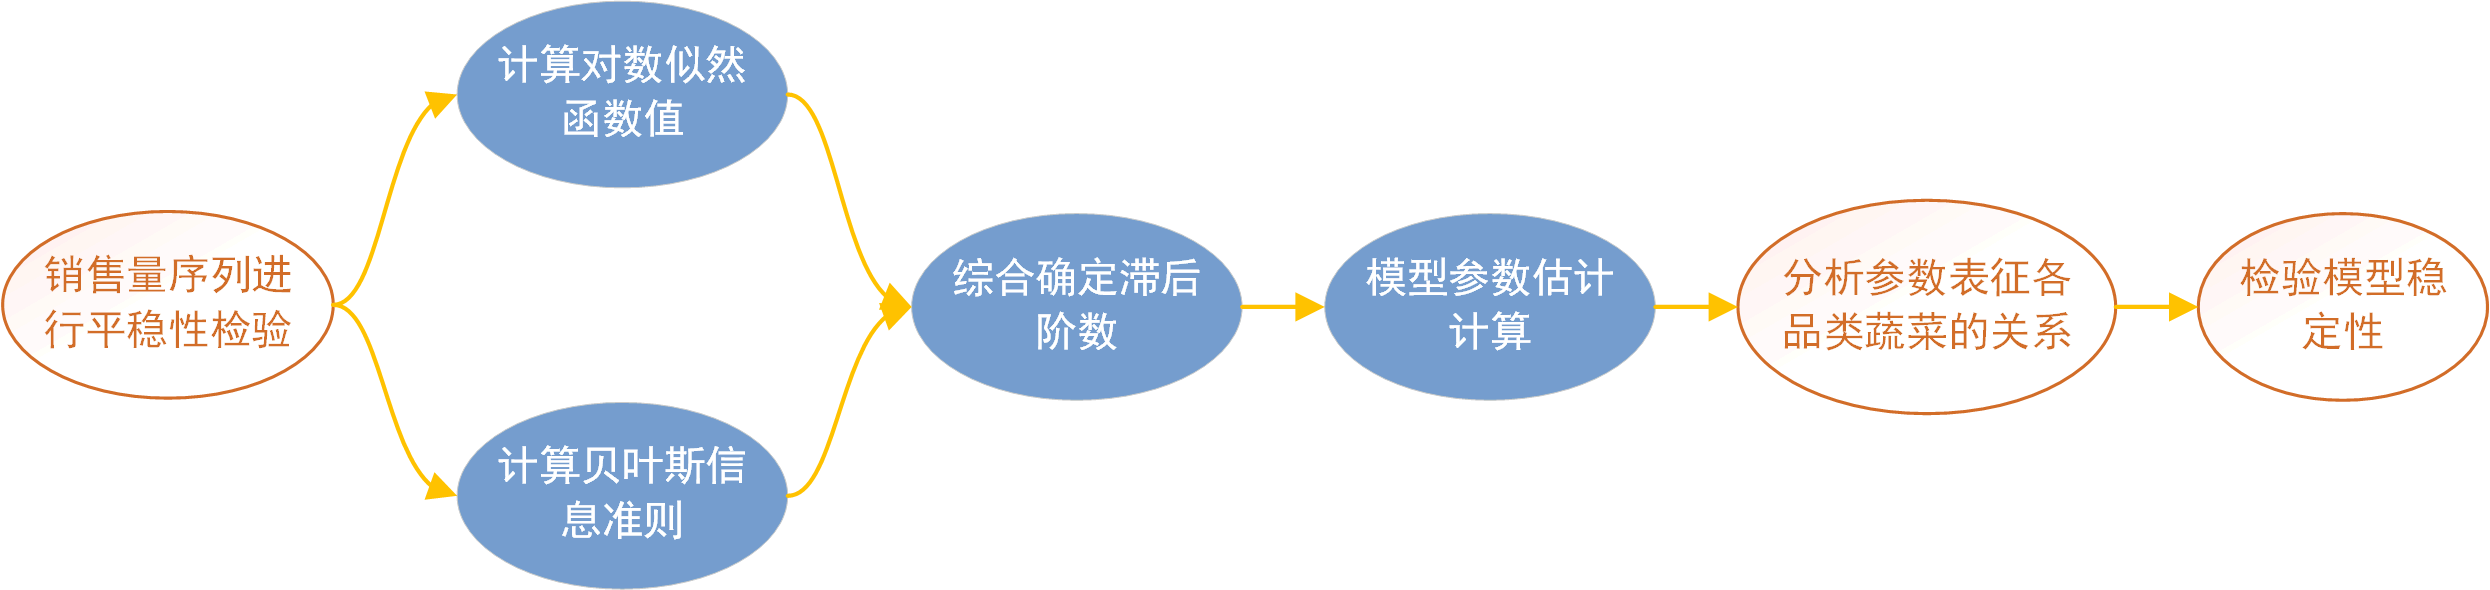 销售量序列进
行平稳性检验
计算对数似然
函数值
计算贝叶斯信
息准则
综合确定滞后
阶数
模型参数估计
计算
分析参数表征各
品类蔬菜的关系
检验模型稳
定性